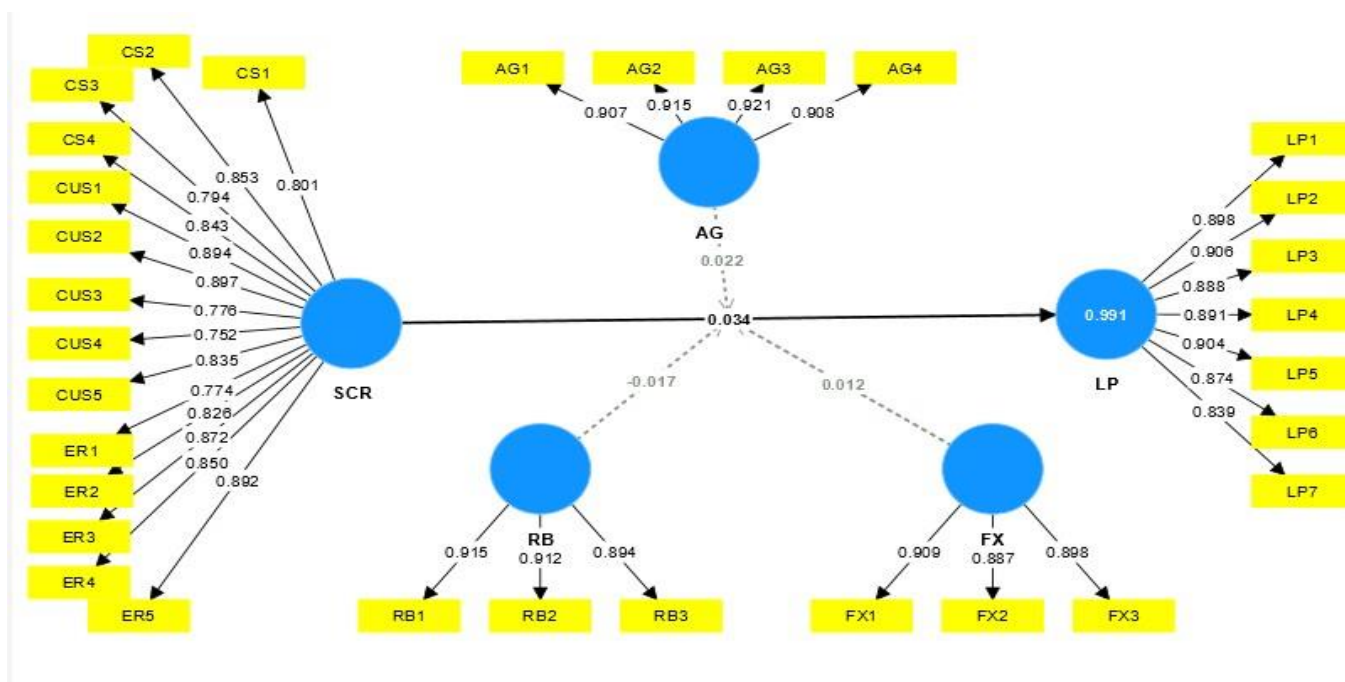 CS2
CS1
CS3
CS4
CUS1
CUS2
CUS3
CUS4
CUS5
ER1
ER2
ER3
ER4
ER5
0.801
0.853
0.794
0.843
0.894
0.897
0.776
0.752
0.835
0.774
0.826
0.872
0.850
0.892
SCR
AG1
AG2
AG3
AG4
0.907
0.915
0.921
0.908
AG
0.022
0.034
-0.017
0.012
RB
0.915
0.912
0.894
RB1
RB2
RB3
FX
0.909
0.887
0.898
FX1
FX2
FX3
0.991
LP
0.898
0.906
0.888
0.891
0.904
0.874
0.839
LP1
LP2
LP3
LP4
LP5
LP6
LP7